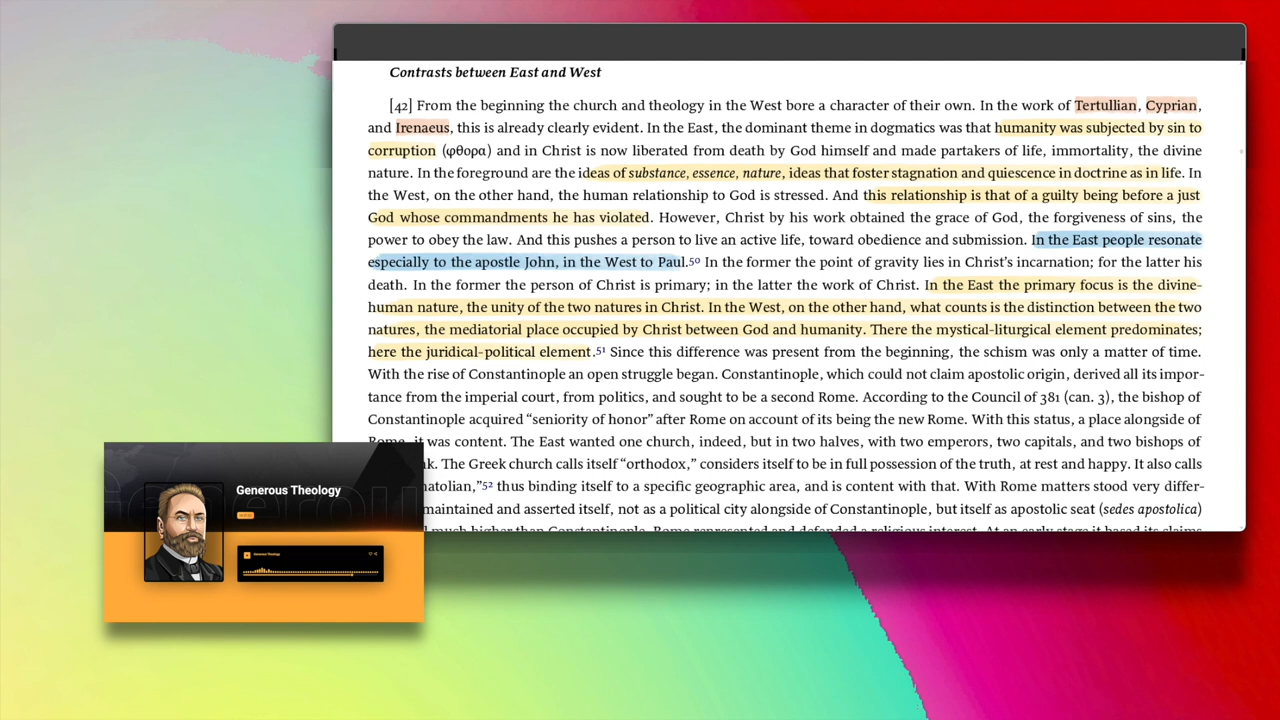 Contrasts between East and West
[42] From the beginning the church and theology in the West bore a character of their own. In the work of Tertullian, Cyprian,
and Irenaeus, this is already clearly evident. In the East, the dominant theme in dogmatics was that humanity was subjected by sin to
corruption (φθορα) and in Christ is now liberated from death by God himself and made partakers of life, immortality, the divine
nature. In the foreground are the ideas of substance, essence, nature, ideas that foster stagnation and quiescence in doctrine as in life. In
the West, on the other hand, the human relationship to God is stressed. And this relationship is that of a guilty being before a just
God whose commandments he has violated. However, Christ by his work obtained the grace of God, the forgiveness of sins, the
power to obey the law. And this pushes a person to live an active life, toward obedience and submission. In the East people resonate
especially to the apostle John, in the West to Paul.50 In the former the point of gravity lies in Christ's incarnation; for the latter his
death. In the former the person of Christ is primary; in the latter the work of Christ. In the East the primary focus is the divine-
human nature, the unity of the two natures in Christ. In the West, on the other hand, what counts is the distinction between the two
natures, the mediatorial place occupied by Christ between God and humanity. There the mystical-liturgical element predominates;
here the juridical-political element.51 Since this difference was present from the beginning, the schism was only a matter of time.
With the rise of Constantinople an open struggle began. Constantinople, which could not claim apostolic origin, derived all its impor-
tance from the imperial court, from politics, and sought to be a second Rome. According to the Council of 381 (can. 3), the bishop of
Constantinople acquired “seniority of honor” after Rome on account of its being the new Rome. With this status, a place alongside of
Rome, it was content. The East wanted one church, indeed, but in two halves, with two emperors, two capitals, and two bishops of
k. The Greek church calls itself “orthodox,” considers itself to be in full possession of the truth, at rest and happy. It also calls
natolian,”52 thus binding itself to a specific geographic area, and is content with that. With Rome matters stood very differ-
maintained and asserted itself, not as a political city alongside of Constantinople, but itself as apostolic seat (sedes apostolica)
much higher than Constantinople. Rome represented and defended a religious interest. At an early stage it based its claims
Generous Theology
Generous Theology